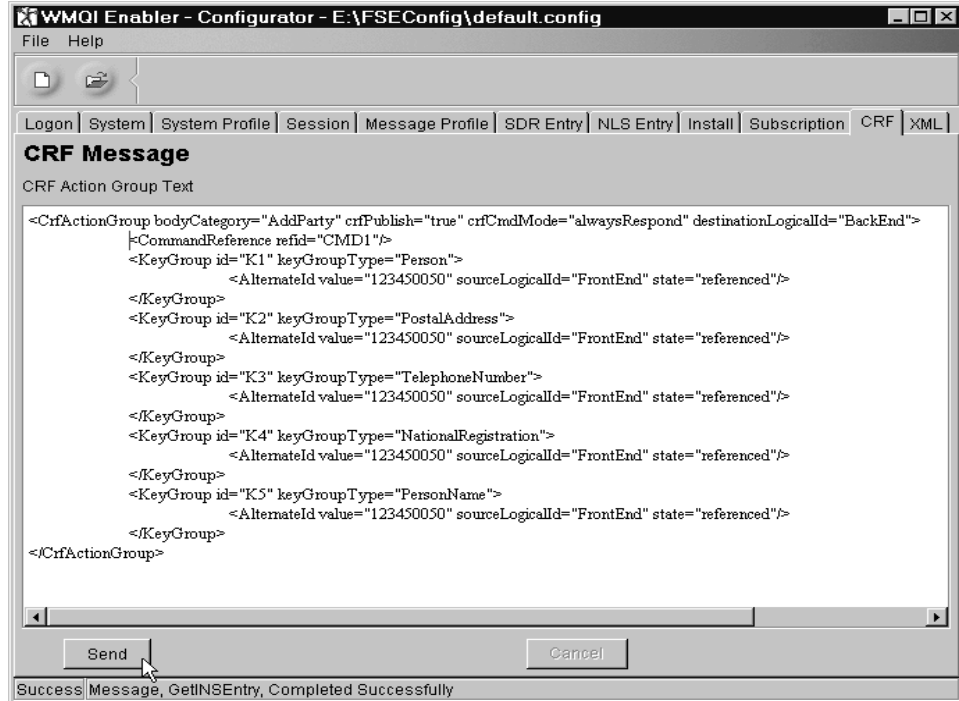 WMQI Enabler - Configurator - E:\FSEConfig\default.config
File Help
Logon System System Profile Session Message Profile SDR Entry NLS Entry Install Subscription CRF XML
CRF Message
CRF Action Group Text
<CrfActionGroup bodyCategory="AddParty" crfPublish="true" crfCmdMode="alwaysRespond" destinationLogicalId="BackEnd">
<CommandReference refid="CMD1"/>
<KeyGroup id="K1" keyGroupType="Person">
<AlternateId value="123450050" sourceLogicalId="FrontEnd" state="referenced"/>
</KeyGroup>
<KeyGroup id="K2" keyGroupType="PostalAddress">
<AlternateId value="123450050" sourceLogicalId="FrontEnd" state="referenced"/>
</KeyGroup>
<KeyGroup id="K3" keyGroupType="TelephoneNumber">
<AlternateId value="123450050" sourceLogicalId="FrontEnd" state="referenced"/>
</KeyGroup>
<KeyGroup id="K4" keyGroupType="NationalRegistration">
<AlternateId value="123450050" sourceLogicalId="FrontEnd" state="referenced"/>
</KeyGroup>
<KeyGroup id="K5" keyGroupType="PersonName">
<AlternateId value="123450050" sourceLogicalId="FrontEnd" state="referenced"/>
</KeyGroup>
</CrfActionGroup>
Send Cancel
Success Message, GetINSEntry, Completed Successfully